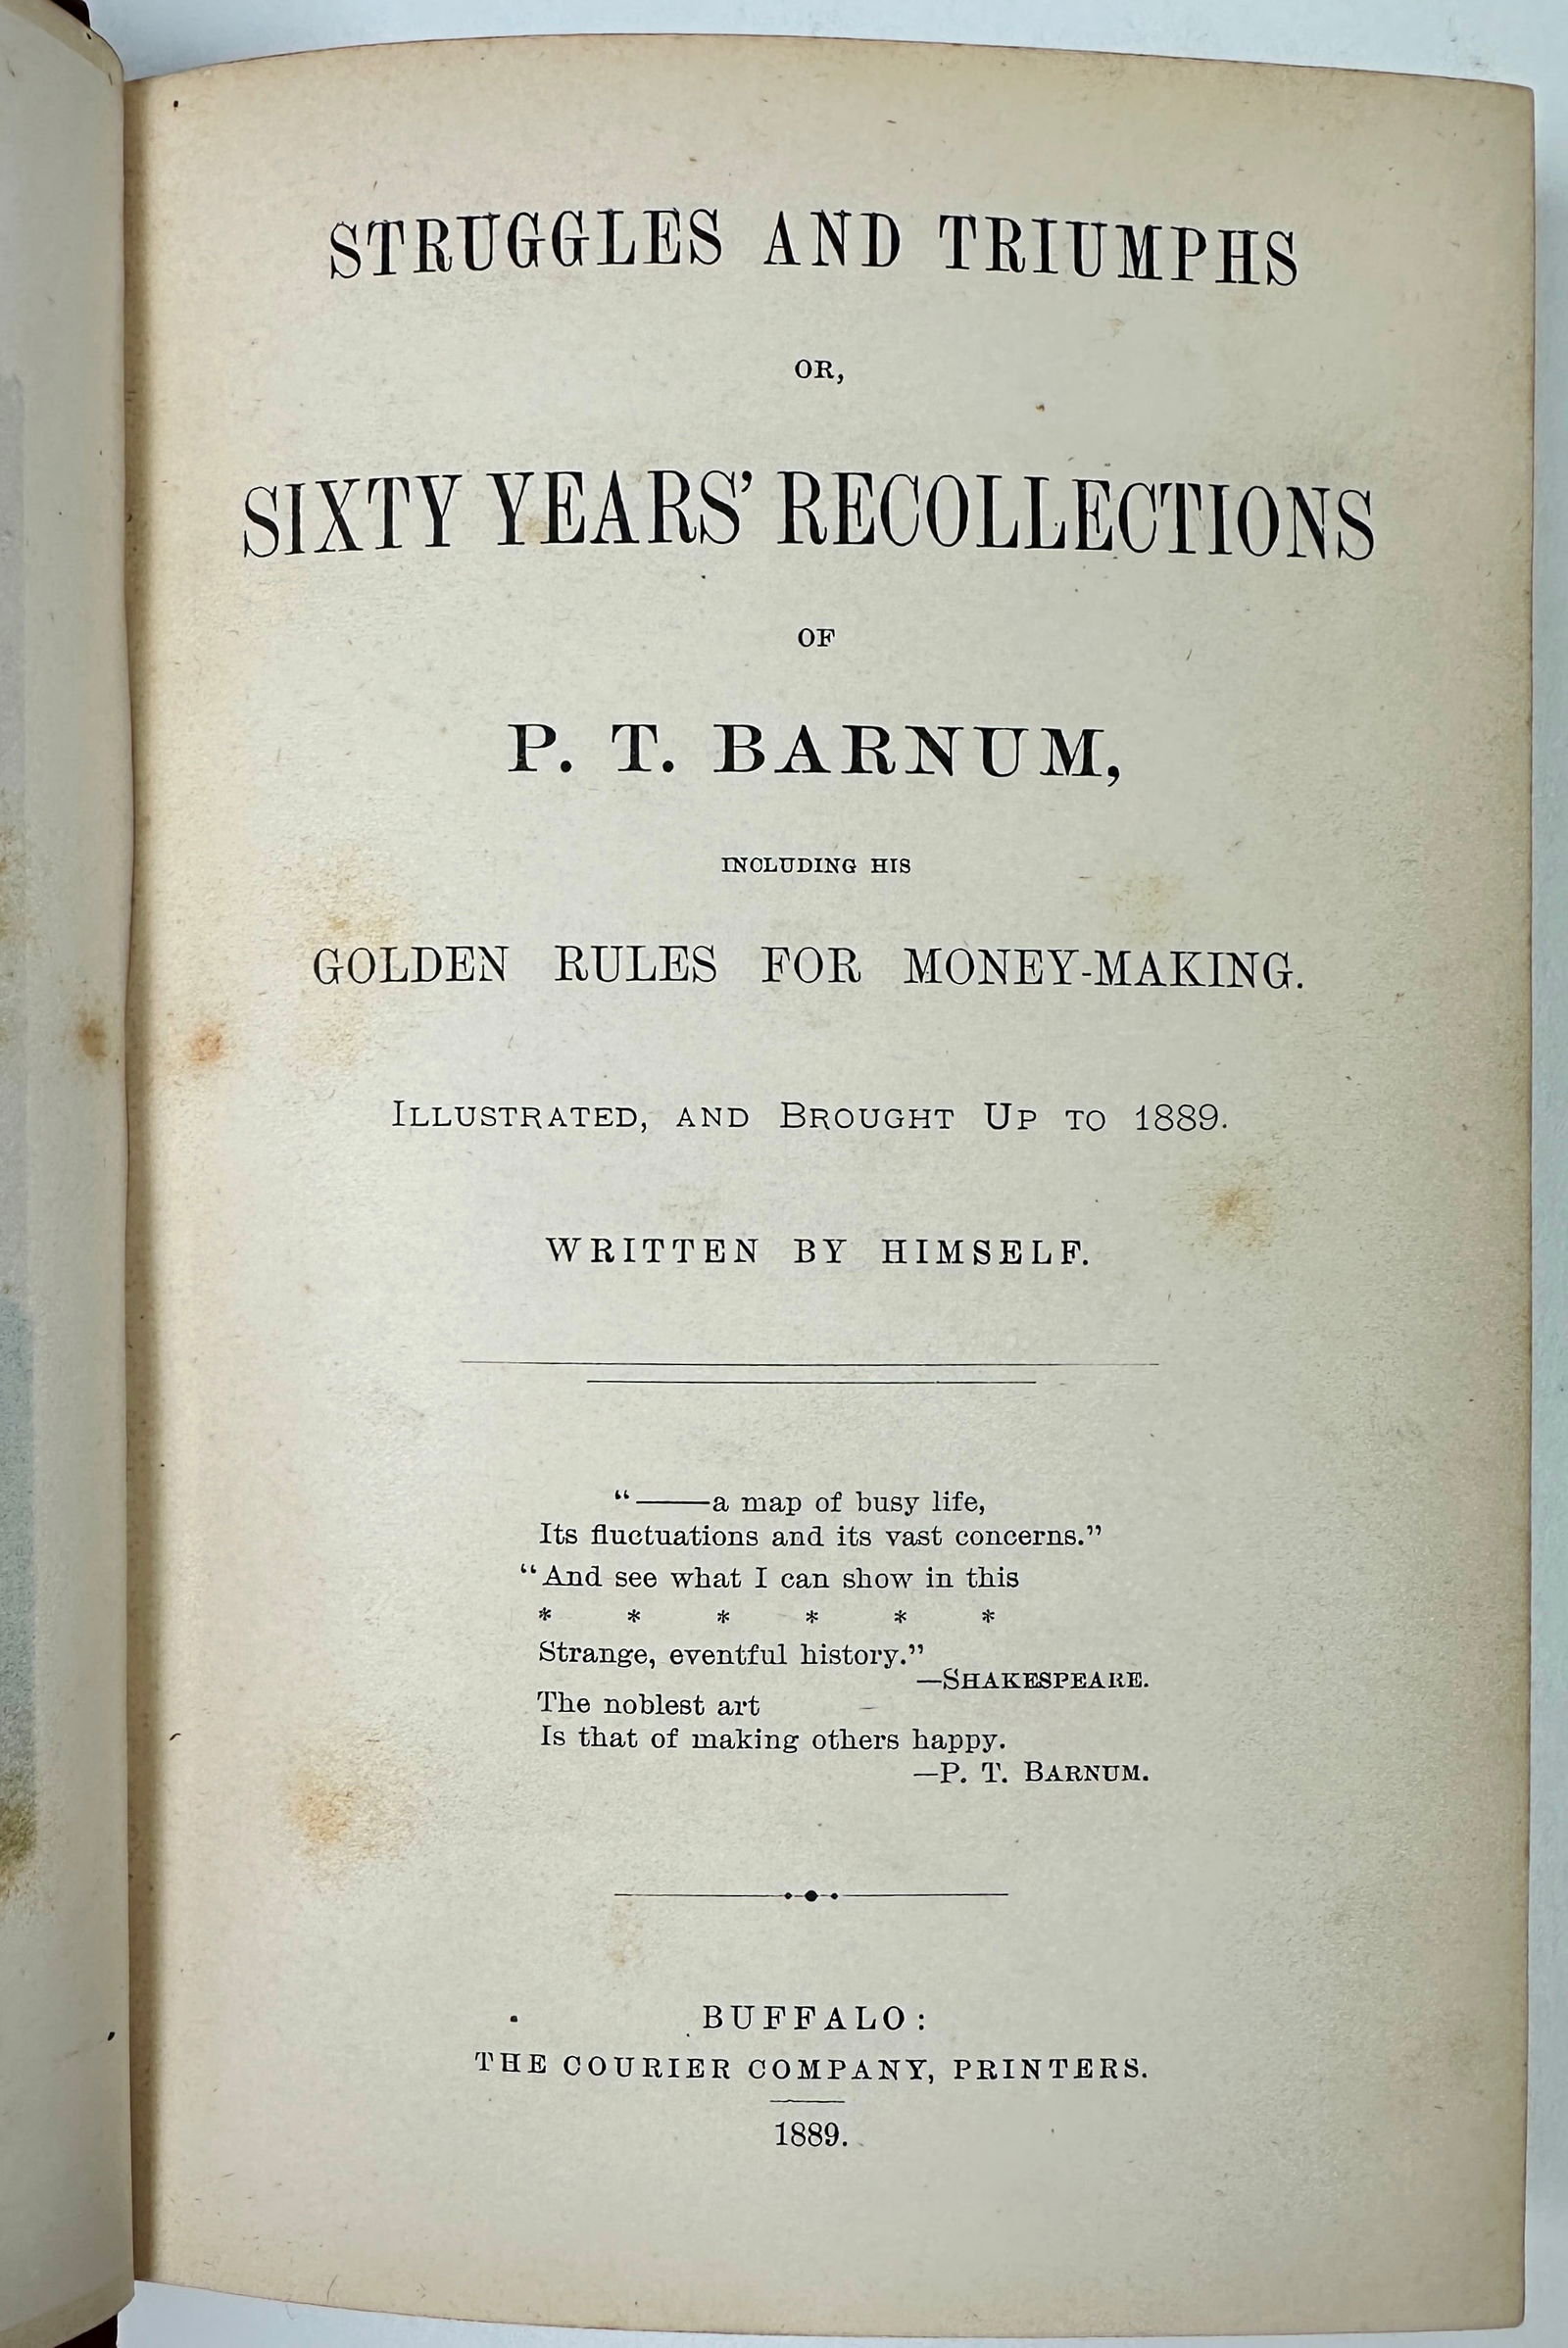 STRUGGLES AND TRIUMPHS
OR,
SIXTY YEARS' RECOLLECTIONS
OF
P. T. BARNUM,
INCLUDING HIS
GOLDEN RULES FOR MONEY-MAKING.
ILLUSTRATED, AND BROUGHT UP TO 1889.
WRITTEN BY HIMSELF.
“——a map of busy life,
Its fluctuations and its vast concerns.”
“And see what I can show in this
* * * * * *
Strange, eventful history.”
—SHAKESPEARE.
The noblest art
Is that of making others happy.
—P. T. BARNUM.
BUFFALO:
THE COURIER COMPANY, PRINTERS.
1889.